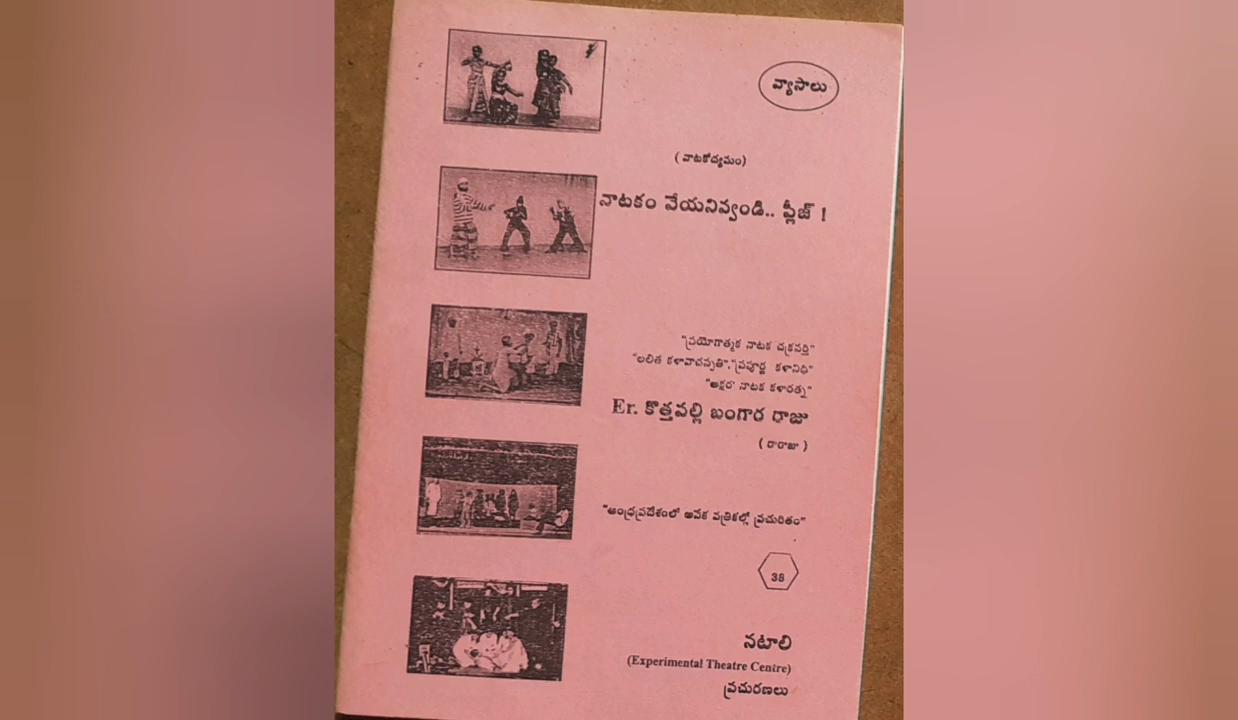 వ్యాసాలు
(నాటకోద్యమం)
నాటకం వేయనివ్వండి.. ప్లీజ్ !
"ప్రయోగాత్మక నాటక చక్రవర్తి"
"లలిత కళావాచస్పతి","ప్రపూర్ణ కళానిధి"
"అక్షర' నాటక కళారత్న"
Er. కొత్తవల్లి బంగార రాజు
( రారాజు )
"ఆంధ్రప్రదేశంలో అనేక పత్రికల్లో ప్రచురితం"
38
నటాలి
(Experimental Theatre Centre)
ప్రచురణలు